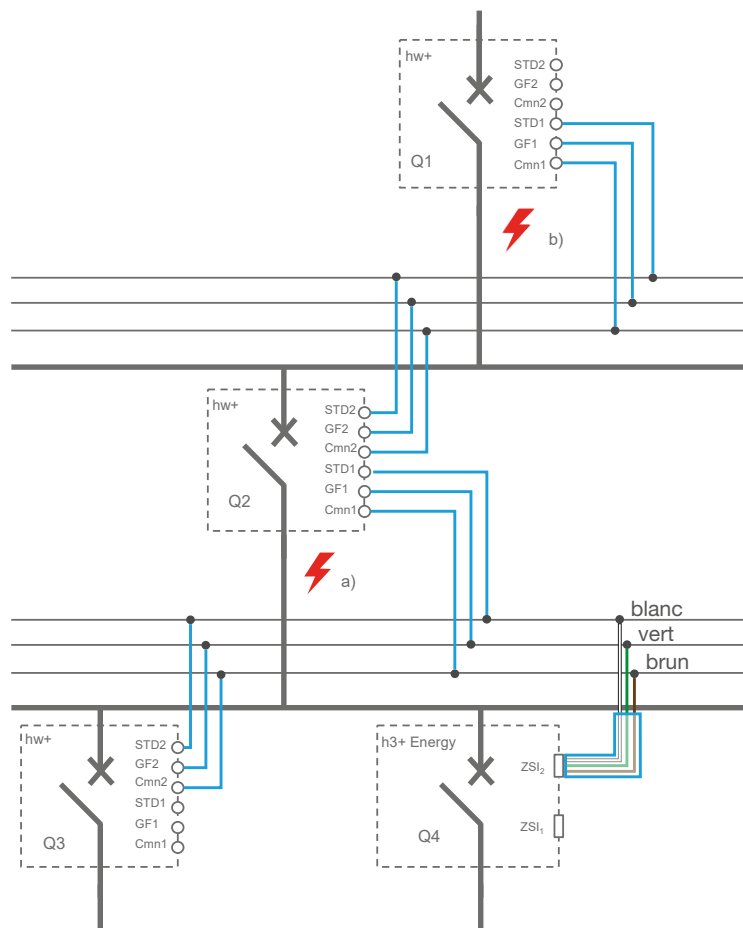 hw+
STD2
GF2
Cmn2
STD1
GF1
Cmn1
Q1
b)
hw+
STD2
GF2
Cmn2
STD1
GF1
Cmn1
Q2
a)
blanc
vert
brun
hw+
STD2
GF2
Cmn2
STD1
GF1
Cmn1
Q3
h3+ Energy
ZSI₂
ZSI₁
Q4